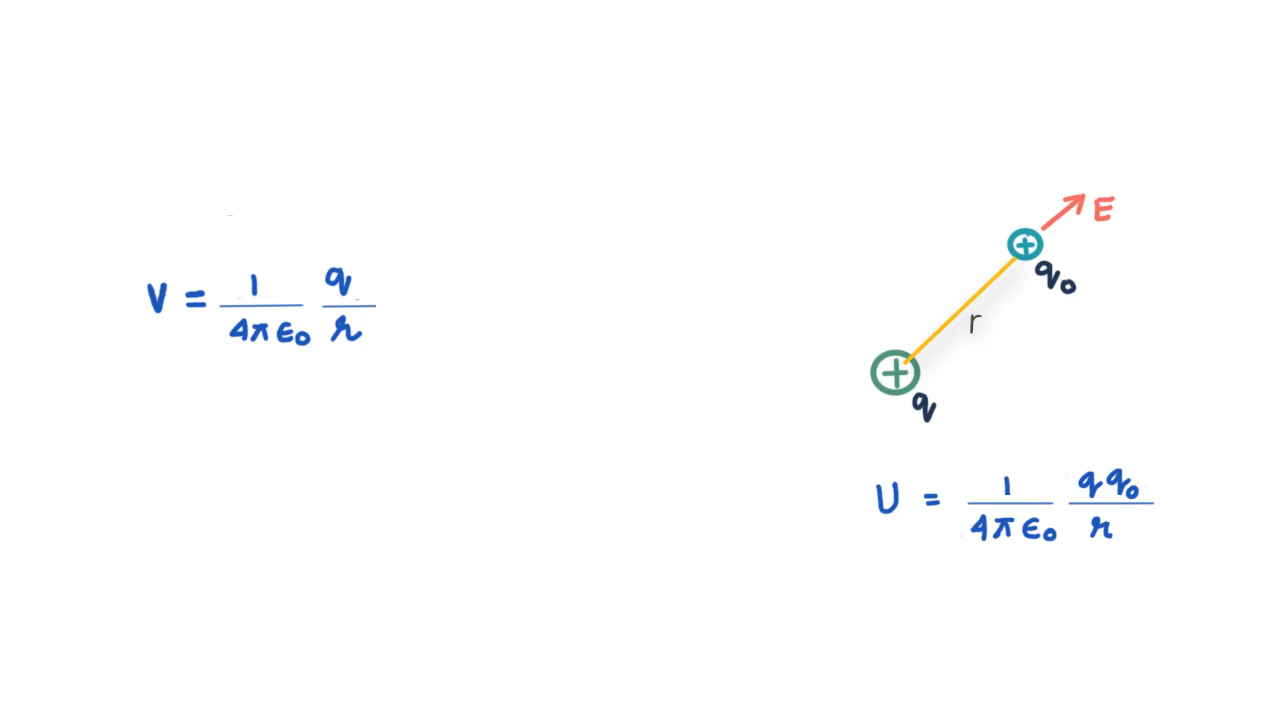 V = 1/4πϵ₀ q/r
E
+
q₀
r
+
q
U = 1/4πϵ₀ qq₀/r